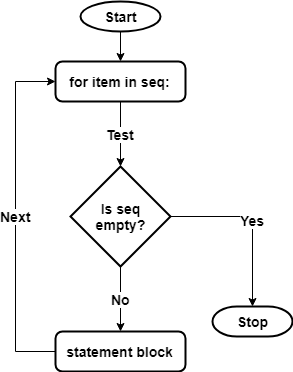 Start
for item in seq:
Test
Is seq
empty?
Next
Yes
No
Stop
statement block